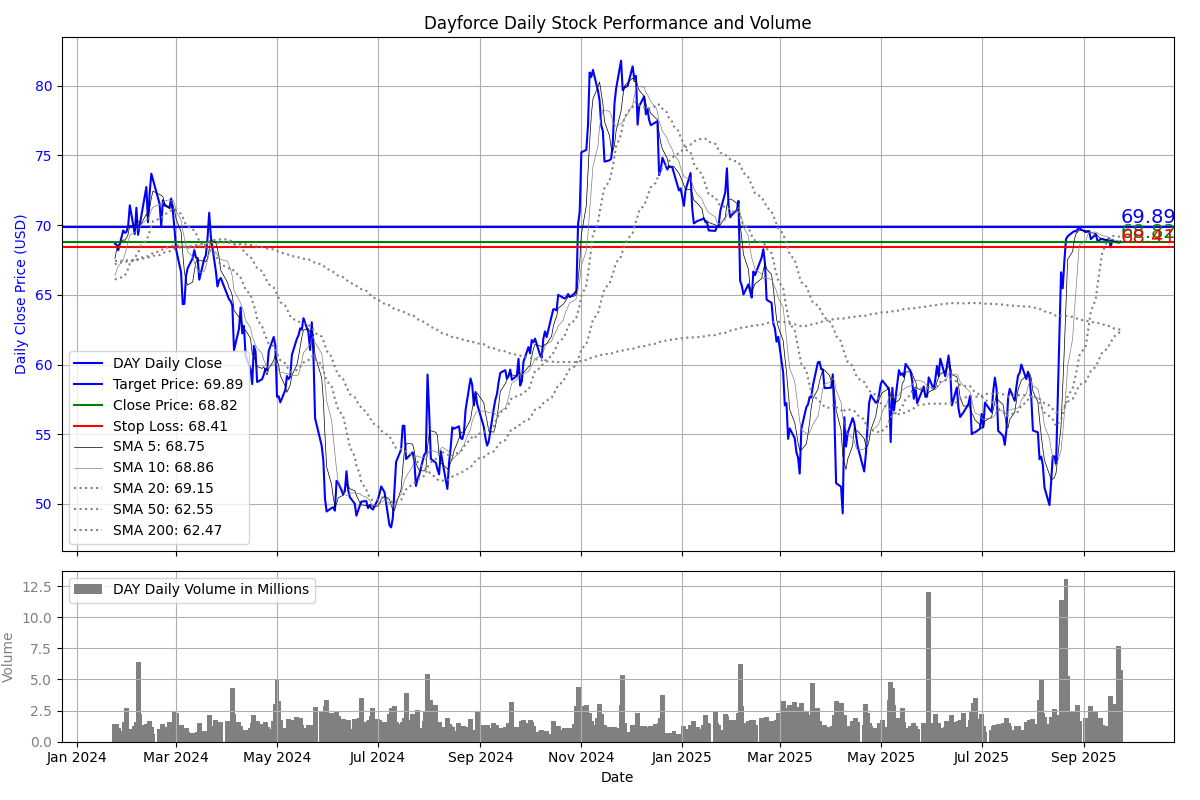 Dayforce Daily Stock Performance and Volume
Daily Close Price (USD)
80
75
70
65
60
55
50
69.89
68.82
68.41
DAY Daily Close
Target Price: 69.89
Close Price: 68.82
Stop Loss: 68.41
SMA 5: 68.75
SMA 10: 68.86
SMA 20: 69.15
SMA 50: 62.55
SMA 200: 62.47
Volume
12.5
10.0
7.5
5.0
2.5
0.0
DAY Daily Volume in Millions
Jan 2024 Mar 2024 May 2024 Jul 2024 Sep 2024 Nov 2024 Jan 2025 Mar 2025 May 2025 Jul 2025 Sep 2025
Date